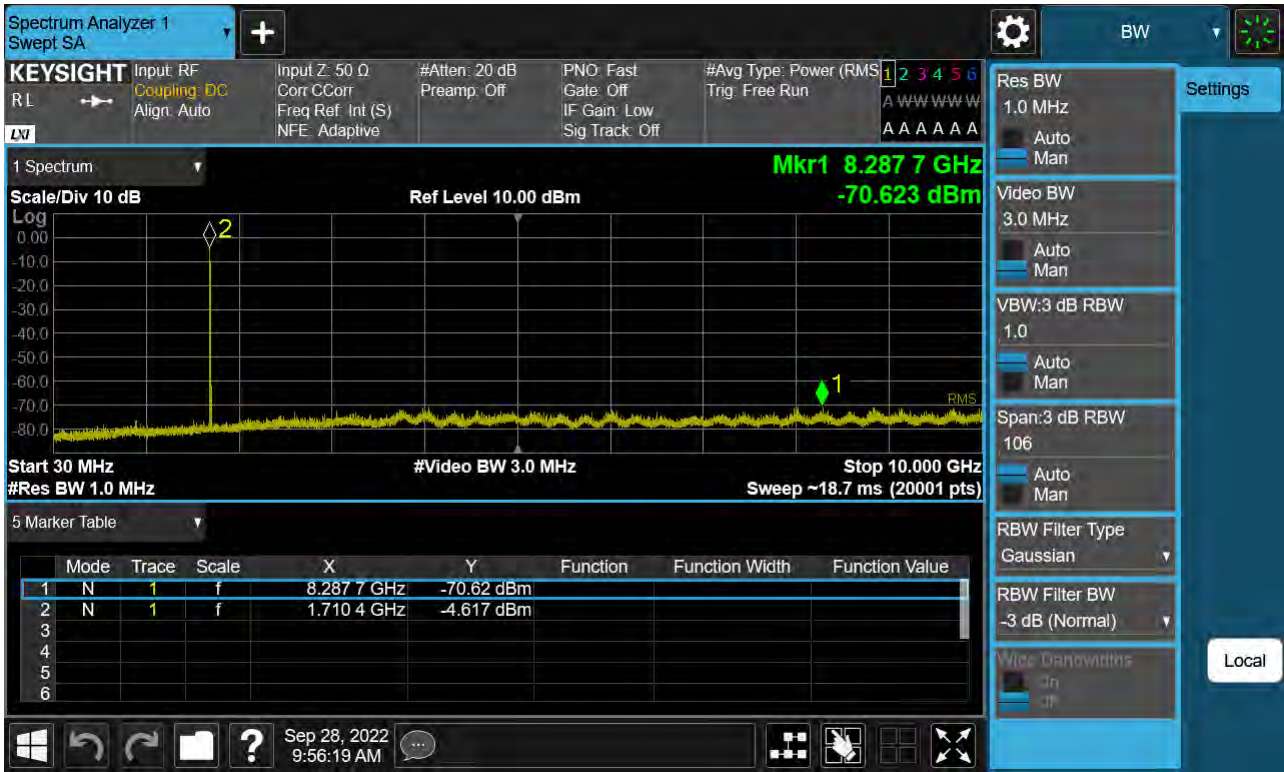 Spectrum Analyzer 1
Swept SA
+
BW
KEYSIGHT
RL
LXI
Input: RF
Coupling: DC
Align: Auto
Input Z: 50 Ω
Corr CCorr
Freq Ref: Int (S)
NFE: Adaptive
#Atten: 20 dB
Preamp: Off
PNO: Fast
Gate: Off
IF Gain: Low
Sig Track: Off
#Avg Type: Power (RMS
Trig: Free Run
1 2 3 4 5 6
A W W W W W
A A A A A A
1 Spectrum
Scale/Div 10 dB
Ref Level 10.00 dBm
Mkr1 8.287 7 GHz
-70.623 dBm
Log
0.00
-10.0
-20.0
-30.0
-40.0
-50.0
-60.0
-70.0
-80.0
2
1
RMS
Start 30 MHz
#Video BW 3.0 MHz
Stop 10.000 GHz
#Res BW 1.0 MHz
Sweep ~18.7 ms (20001 pts)
5 Marker Table
Mode Trace Scale X Y Function Function Width Function Value
1 N 1 f 8.287 7 GHz -70.62 dBm
2 N 1 f 1.710 4 GHz -4.617 dBm
3
4
5
6
Sep 28, 2022
9:56:19 AM
?
Res BW
1.0 MHz
Auto
Man
Video BW
3.0 MHz
Auto
Man
VBW:3 dB RBW
1.0
Auto
Man
Span:3 dB RBW
106
Auto
Man
RBW Filter Type
Gaussian
RBW Filter BW
-3 dB (Normal)
Settings
Local